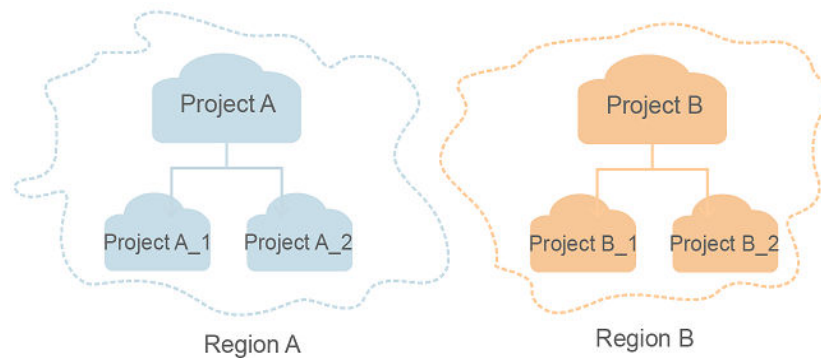 Project A
Project A_1
Project A_2
Region A
Project B
Project B_1
Project B_2
Region B